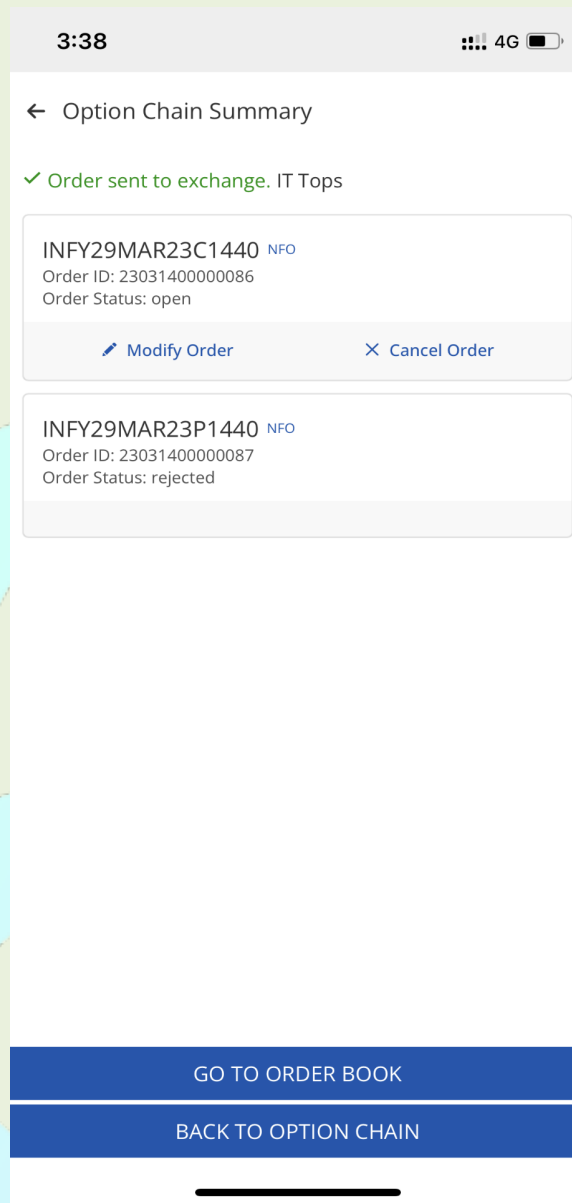 3:38 4G
Option Chain Summary
Order sent to exchange. IT Tops
INFY29MAR23C1440 NFO
Order ID: 23031400000086
Order Status: open
Modify Order Cancel Order
INFY29MAR23P1440 NFO
Order ID: 23031400000087
Order Status: rejected
GO TO ORDER BOOK
BACK TO OPTION CHAIN